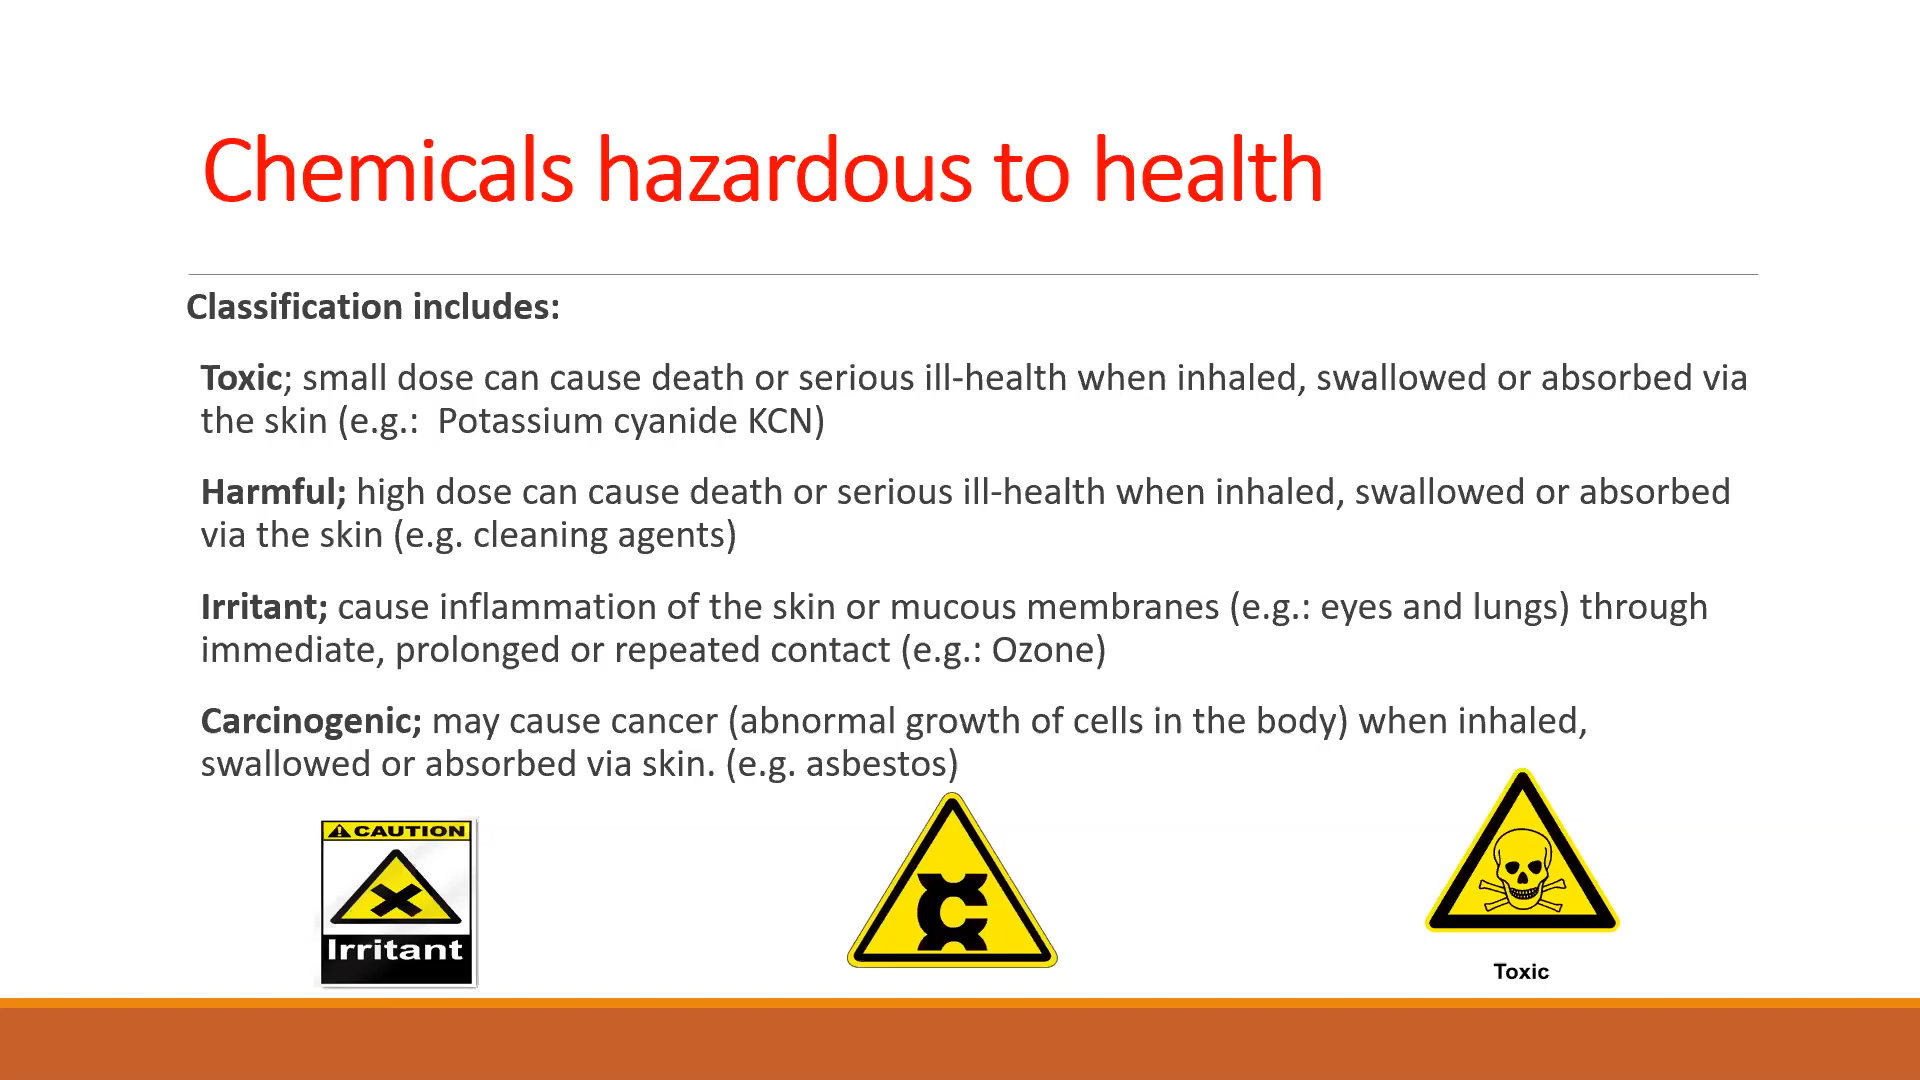 Chemicals hazardous to health
Classification includes:
Toxic; small dose can cause death or serious ill-health when inhaled, swallowed or absorbed via
the skin (e.g.:  Potassium cyanide KCN)
Harmful; high dose can cause death or serious ill-health when inhaled, swallowed or absorbed
via the skin (e.g. cleaning agents)
Irritant; cause inflammation of the skin or mucous membranes (e.g.: eyes and lungs) through
immediate, prolonged or repeated contact (e.g.: Ozone)
Carcinogenic; may cause cancer (abnormal growth of cells in the body) when inhaled,
swallowed or absorbed via skin. (e.g. asbestos)
CAUTION
Irritant
C
Toxic